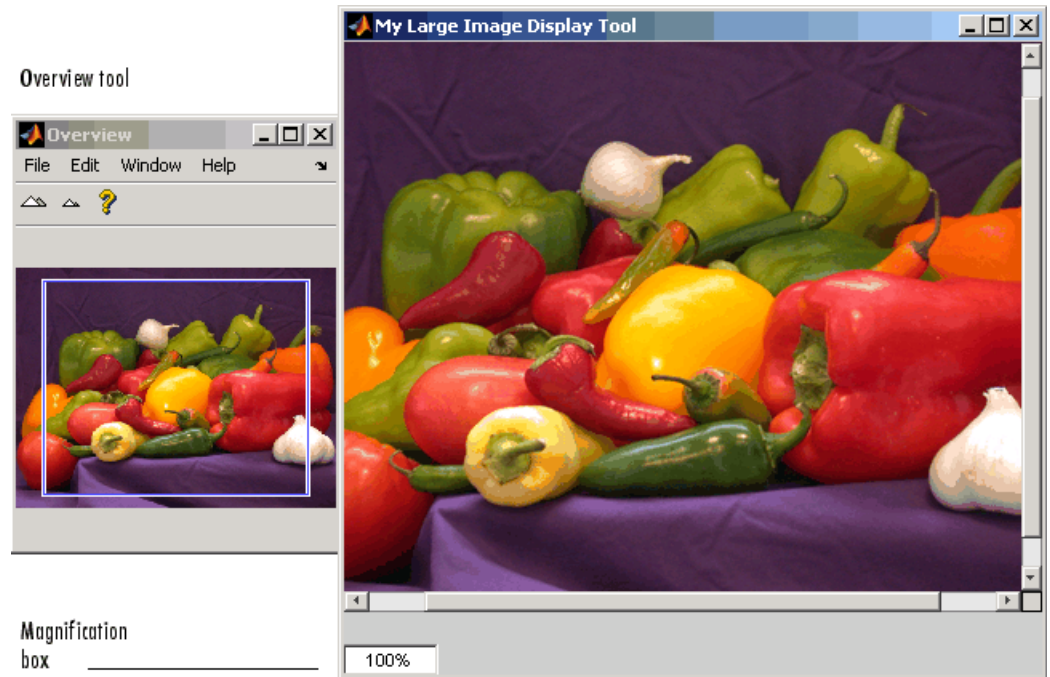 My Large Image Display Tool
Overview tool
Overview
File Edit Window Help
Magnification
box
100%